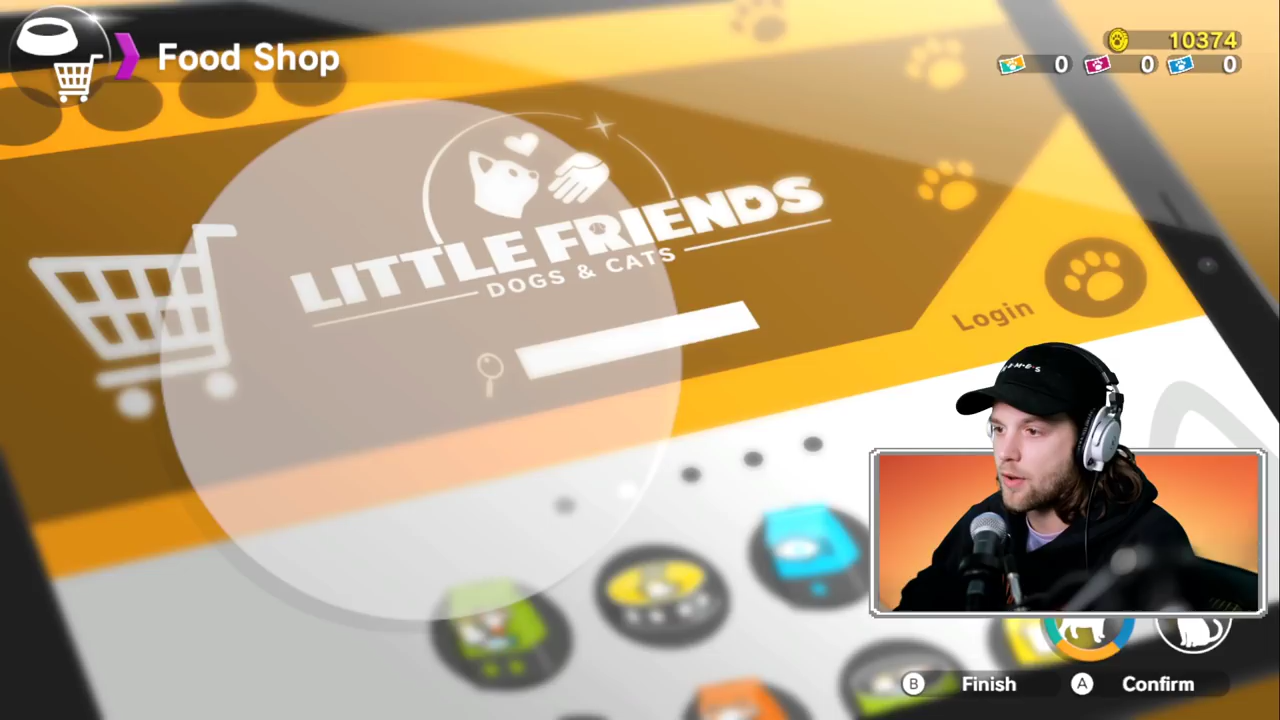 Food Shop
10374
0 0 0
LITTLE FRIENDS
DOGS & CATS
Login
B Finish A Confirm